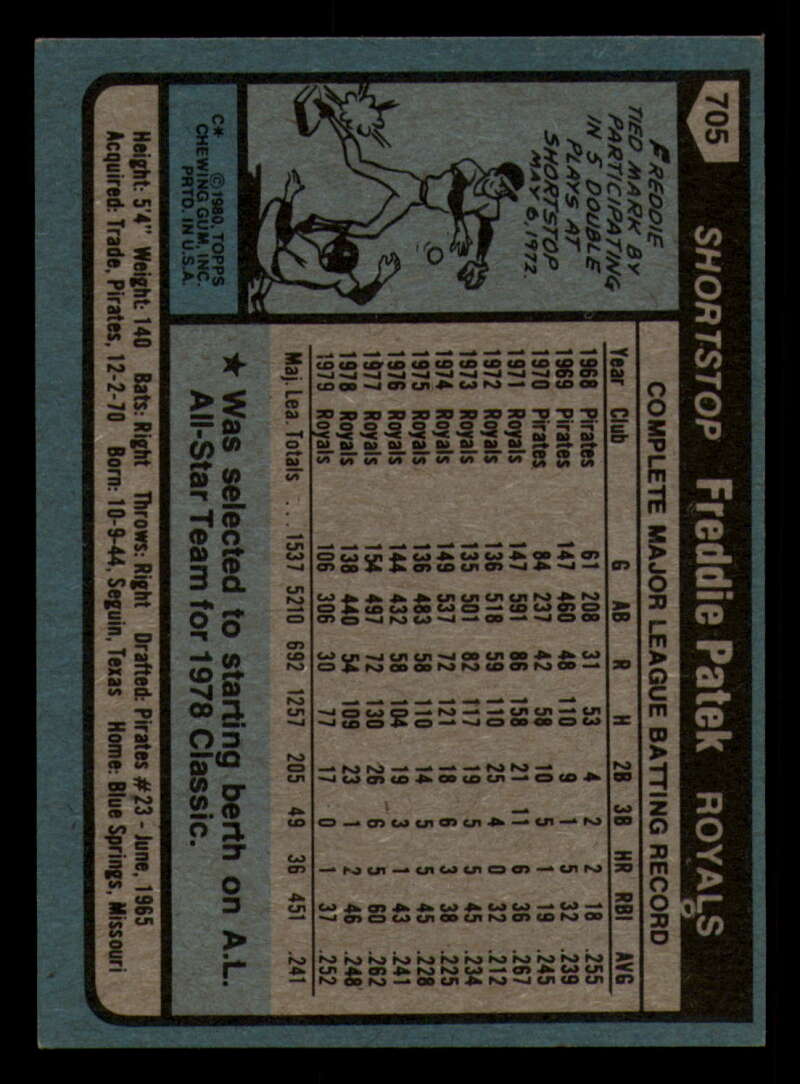 705
SHORTSTOP Freddie Patek ROYALS
FREDDIE
TIED MARK BY
PARTICIPATING
IN 5 DOUBLE
PLAYS AT
SHORTSTOP
MAY 6, 1972.
C* ©1980, TOPPS
CHEWING GUM, INC.
PRTD. IN U.S.A.
COMPLETE MAJOR LEAGUE BATTING RECORD
Year Club G AB R H 2B 3B HR RBI AVG
1968 Pirates 61 208 31 53 4 2 2 18 .255
1969 Pirates 147 460 48 110 9 1 5 32 .239
1970 Pirates 84 237 42 58 10 5 1 19 .245
1971 Royals 147 591 86 158 21 11 6 36 .267
1972 Royals 136 518 59 110 25 4 0 32 .212
1973 Royals 135 501 82 117 19 5 5 45 .234
1974 Royals 149 537 72 121 18 6 3 38 .225
1975 Royals 136 483 58 110 14 5 5 45 .228
1976 Royals 144 432 58 104 19 3 1 43 .241
1977 Royals 154 497 72 130 26 6 5 60 .262
1978 Royals 138 440 54 109 23 1 2 46 .248
1979 Royals 106 306 30 77 17 0 1 37 .252
Maj. Lea. Totals ... 1537 5210 692 1257 205 49 36 451 .241
★ Was selected to starting berth on A.L.
All-Star Team for 1978 Classic.
Height: 5'4" Weight: 140 Bats: Right Throws: Right Drafted: Pirates #23 - June, 1965
Acquired: Trade, Pirates, 12-2-70 Born: 10-9-44, Seguin, Texas Home: Blue Springs, Missouri